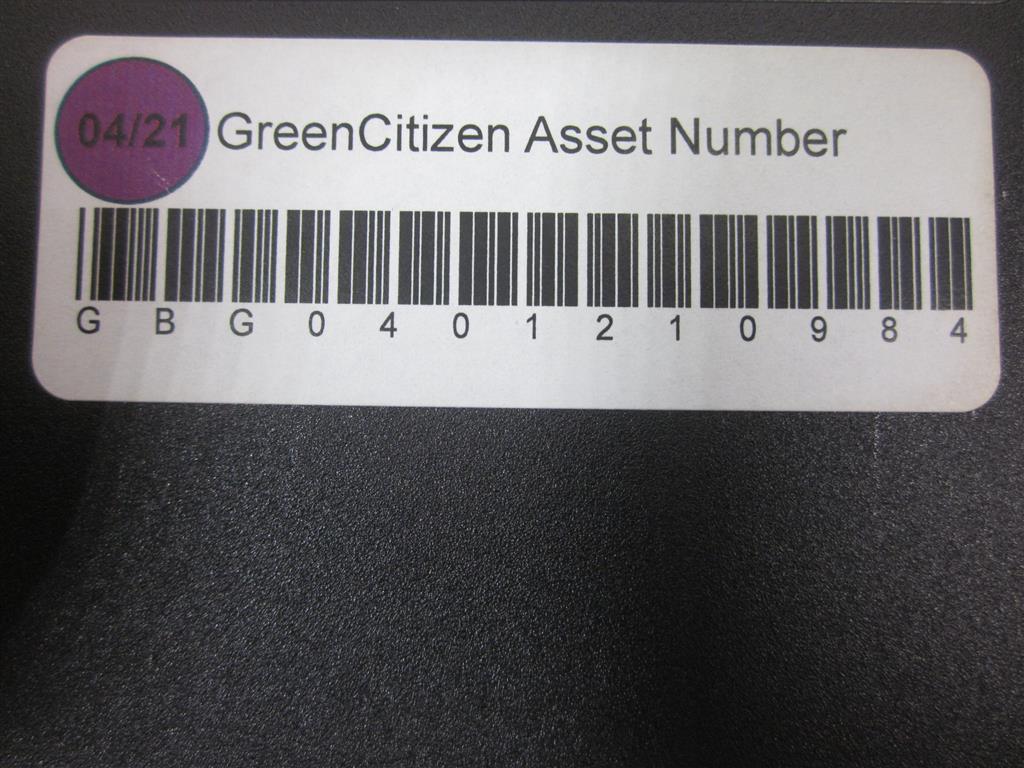 04/21 GreenCitizen Asset Number
G B G 0 4 0 1 2 1 0 9 8 4